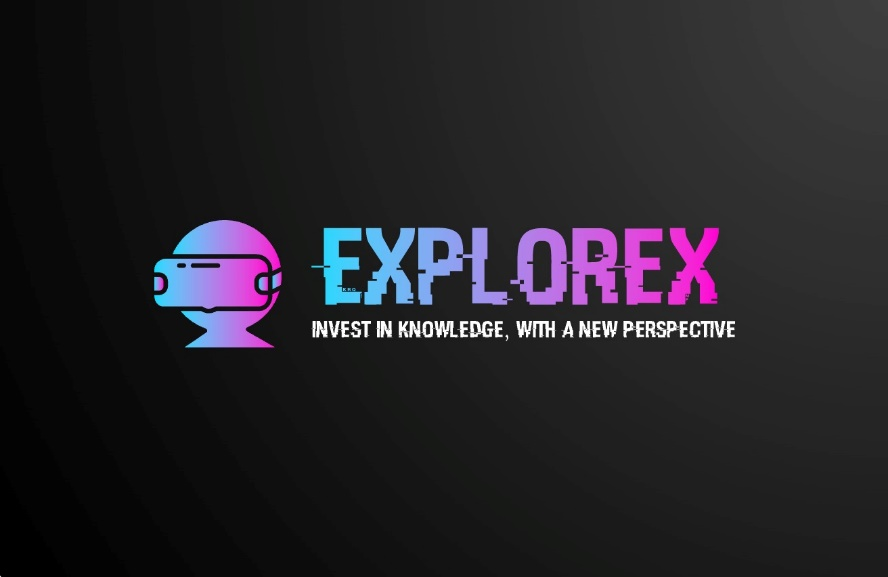 EXPLOREX
INVEST IN KNOWLEDGE, WITH A NEW PERSPECTIVE